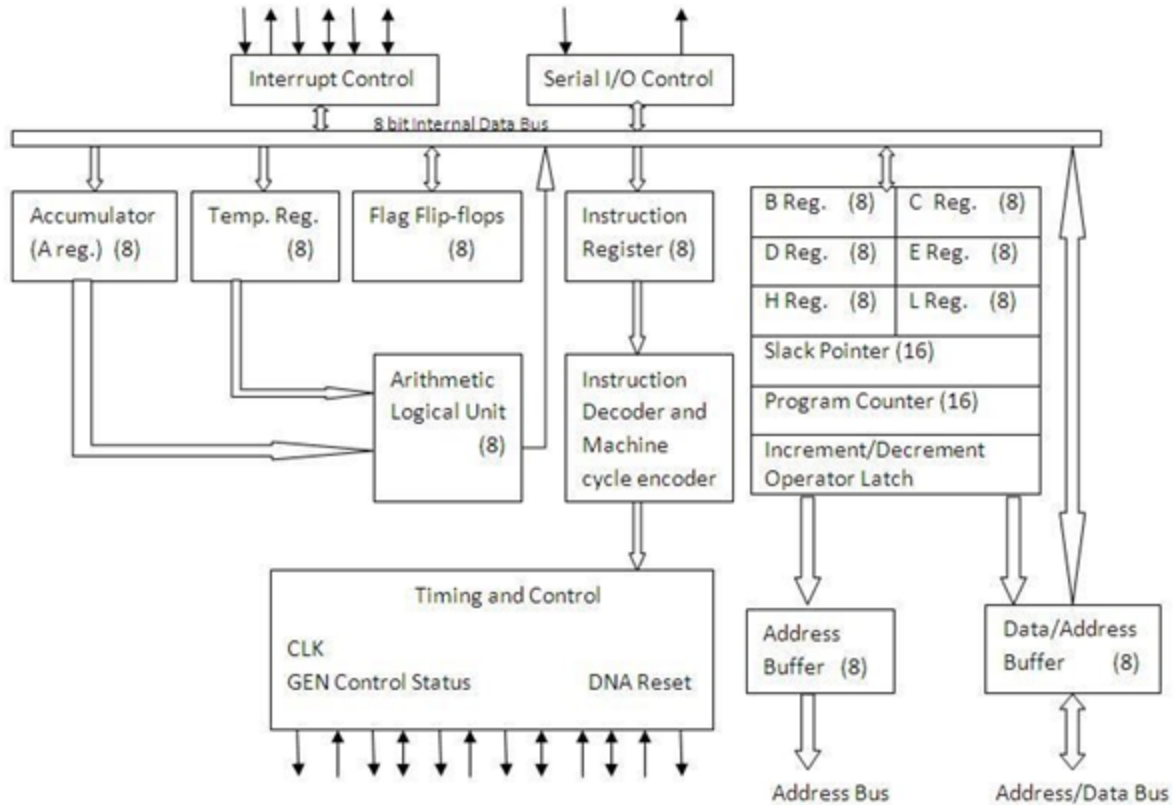 Interrupt Control
Serial I/O Control
8 bit Internal Data Bus
Accumulator
(A reg.) (8)
Temp. Reg.
(8)
Flag Flip-flops
(8)
Instruction
Register (8)
B Reg. (8)
C Reg. (8)
D Reg. (8)
E Reg. (8)
H Reg. (8)
L Reg. (8)
Slack Pointer (16)
Program Counter (16)
Increment/Decrement
Operator Latch
Arithmetic
Logical Unit
(8)
Instruction
Decoder and
Machine
cycle encoder
Timing and Control
CLK
GEN Control Status
DNA Reset
Address
Buffer (8)
Data/Address
Buffer (8)
Address Bus
Address/Data Bus